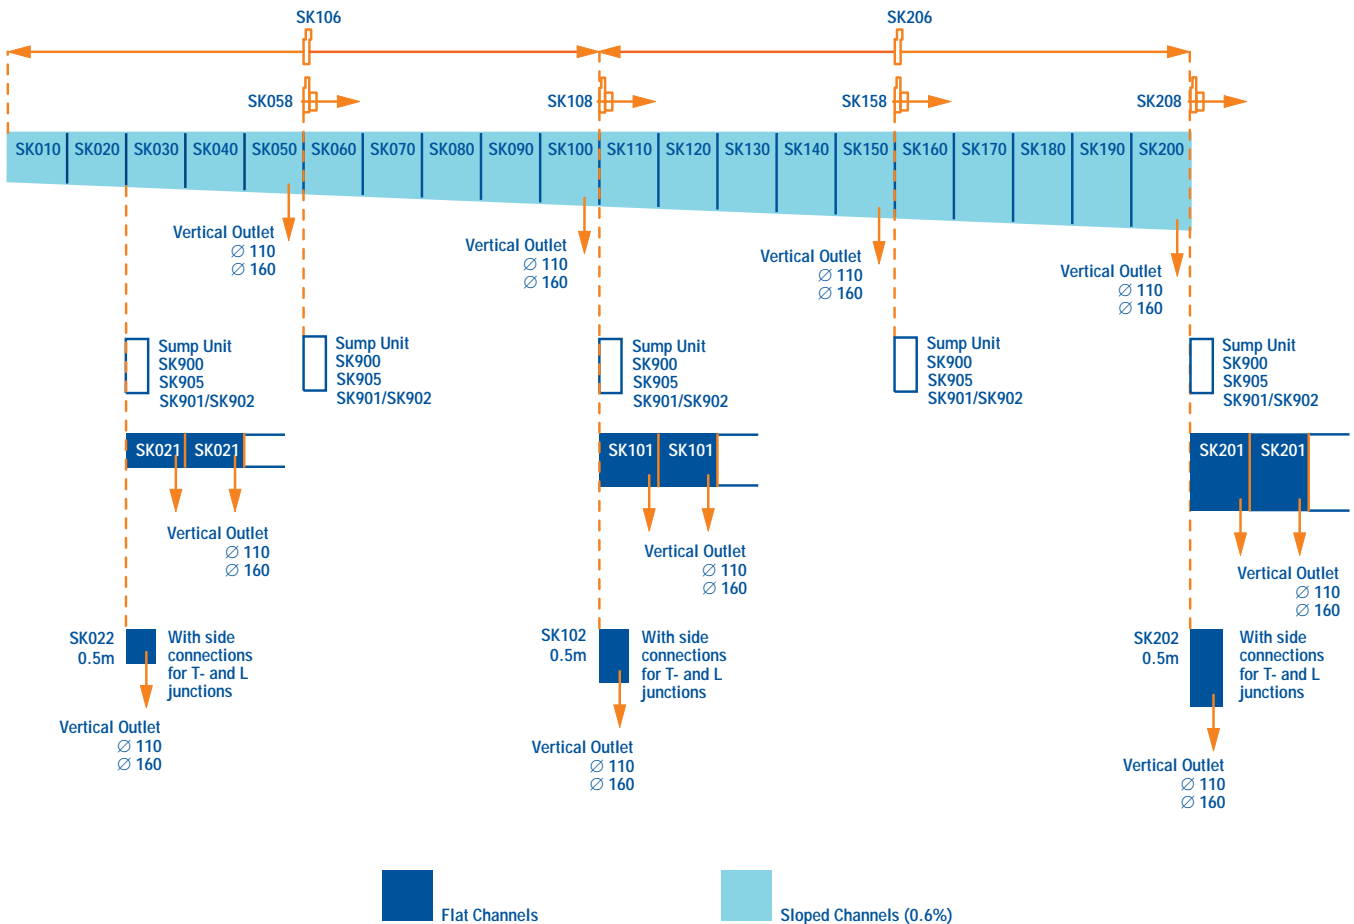 SK106
SK206
SK058
SK108
SK158
SK208
SK010 SK020 SK030 SK040 SK050 SK060 SK070 SK080 SK090 SK100 SK110 SK120 SK130 SK140 SK150 SK160 SK170 SK180 SK190 SK200
Vertical Outlet
∅ 110
∅ 160
Vertical Outlet
∅ 110
∅ 160
Vertical Outlet
∅ 110
∅ 160
Vertical Outlet
∅ 110
∅ 160
Sump Unit
SK900
SK905
SK901/SK902
Sump Unit
SK900
SK905
SK901/SK902
Sump Unit
SK900
SK905
SK901/SK902
Sump Unit
SK900
SK905
SK901/SK902
Sump Unit
SK900
SK905
SK901/SK902
SK021 SK021
SK101 SK101
SK201 SK201
Vertical Outlet
∅ 110
∅ 160
Vertical Outlet
∅ 110
∅ 160
Vertical Outlet
∅ 110
∅ 160
SK022
0.5m
With side
connections
for T- and L
junctions
SK102
0.5m
With side
connections
for T- and L
junctions
SK202
0.5m
With side
connections
for T- and L
junctions
Vertical Outlet
∅ 110
∅ 160
Vertical Outlet
∅ 110
∅ 160
Vertical Outlet
∅ 110
∅ 160
Flat Channels
Sloped Channels (0.6%)